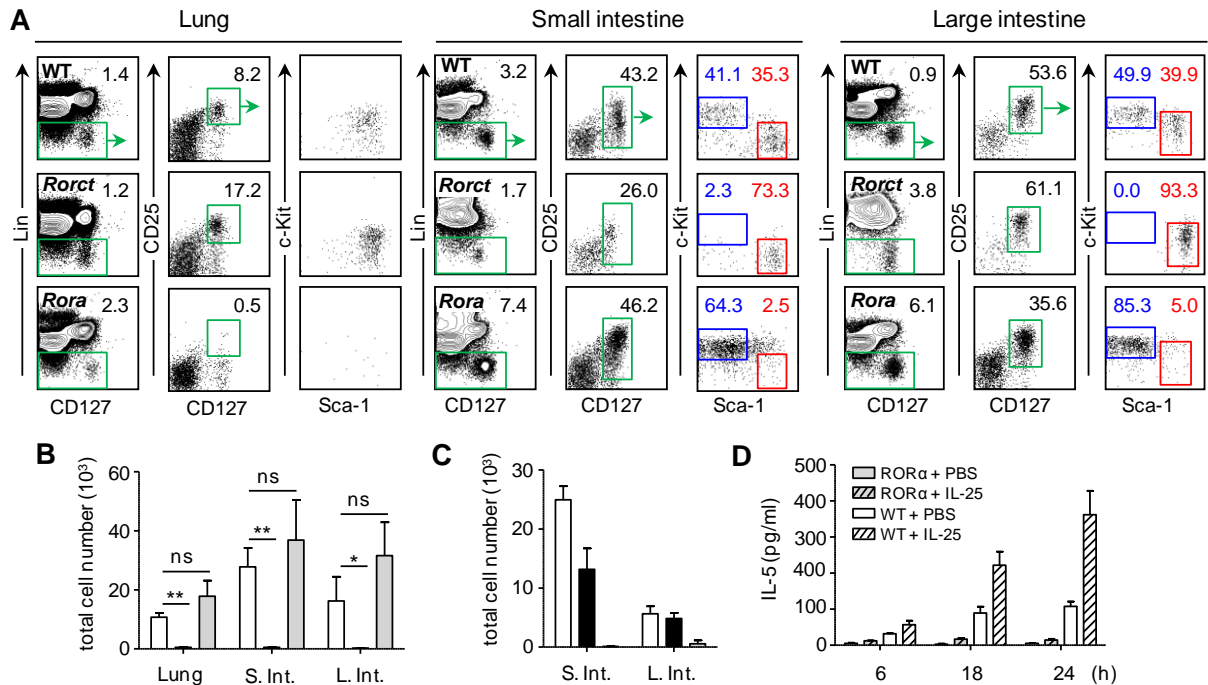 A
Lung
Small intestine
Large intestine
Lin
CD25
c-Kit
Lin
CD25
c-Kit
Lin
CD25
c-Kit
WT 1.4
8.2
WT 3.2
43.2
41.1 35.3
WT 0.9
53.6
49.9 39.9
Rorct 1.2
17.2
Rorct 1.7
26.0
2.3 73.3
Rorct 3.8
61.1
0.0 93.3
Rora 2.3
0.5
Rora 7.4
46.2
64.3 2.5
Rora 6.1
35.6
85.3 5.0
CD127
CD127
Sca-1
CD127
CD127
Sca-1
CD127
CD127
Sca-1
B
total cell number (10³)
60
40
20
0
ns
**
ns
**
ns
*
Lung
S. Int.
L. Int.
C
total cell number (10³)
30
20
10
0
S. Int.
L. Int.
D
IL-5 (pg/ml)
500
400
300
200
100
0
RORα + PBS
RORα + IL-25
WT + PBS
WT + IL-25
6
18
24
(h)